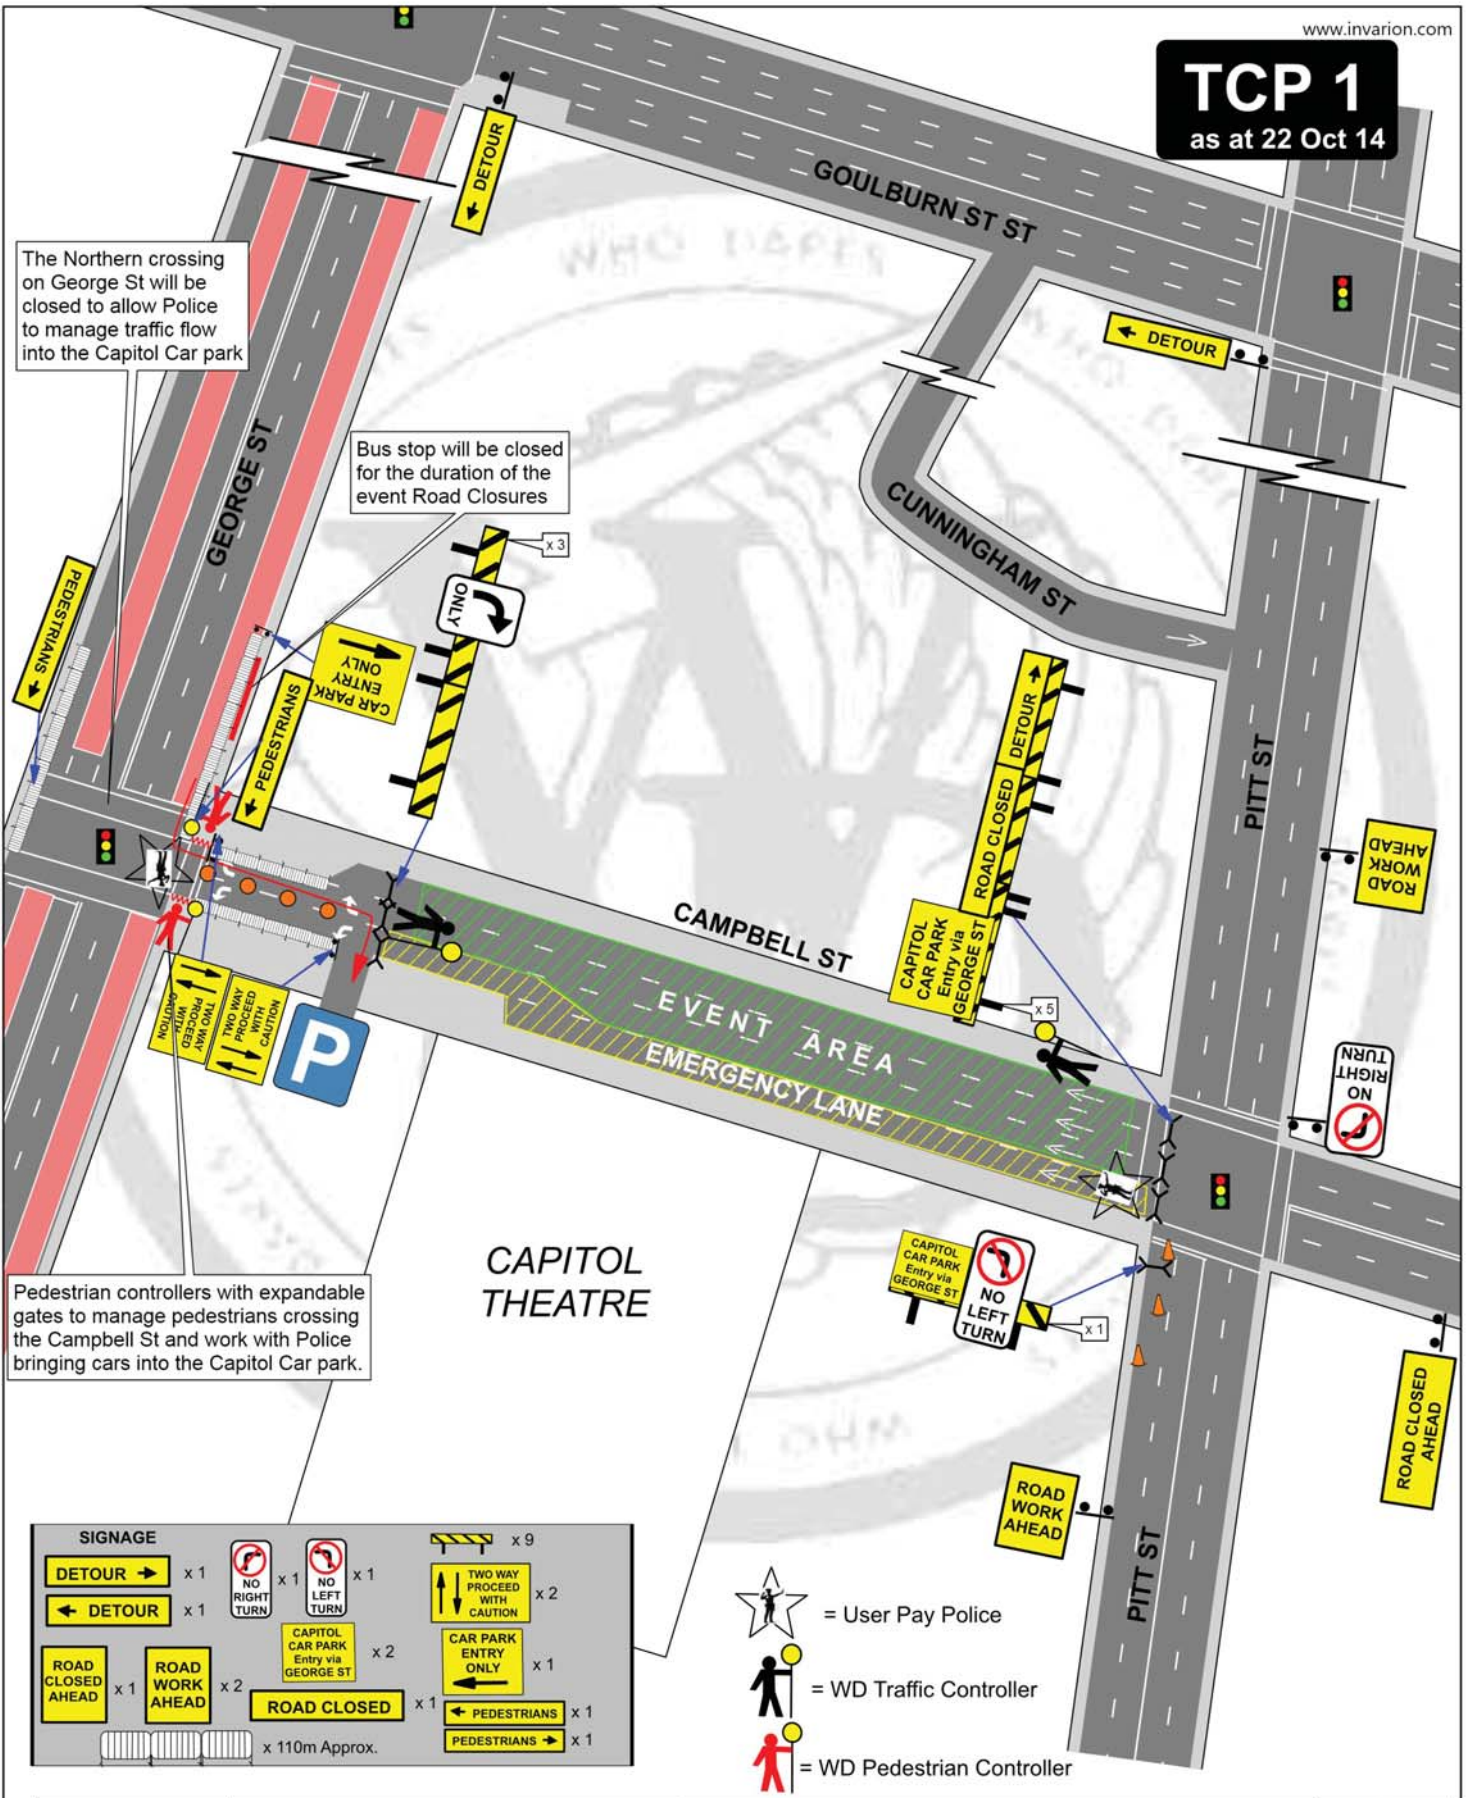 www.invarion.com
TCP 1
as at 22 Oct 14
DETOUR
GOULBURN ST ST
The Northern crossing
on George St will be
closed to allow Police
to manage traffic flow
into the Capitol Car park
DETOUR
GEORGE ST
Bus stop will be closed
for the duration of the
event Road Closures
CUNNINGHAM ST
x 3
ONLY
PEDESTRIANS
CAR PARK
ENTRY
ONLY
PEDESTRIANS
DETOUR
ROAD CLOSED
CAPITOL
CAR PARK
Entry via
GEORGE ST
x 5
PITT ST
ROAD
WORK
AHEAD
CAMPBELL ST
EVENT AREA
EMERGENCY LANE
TWO WAY
PROCEED
WITH
CAUTION
TWO WAY
PROCEED
WITH
CAUTION
P
NO
RIGHT
TURN
CAPITOL
THEATRE
CAPITOL
CAR PARK
Entry via
GEORGE ST
NO
LEFT
TURN
x 1
Pedestrian controllers with expandable
gates to manage pedestrians crossing
the Campbell St and work with Police
bringing cars into the Capitol Car park.
ROAD CLOSED
AHEAD
ROAD
WORK
AHEAD
PITT ST
SIGNAGE
DETOUR
x 1
DETOUR
x 1
NO
RIGHT
TURN
x 1
NO
LEFT
TURN
x 1
x 9
TWO WAY
PROCEED
WITH
CAUTION
x 2
CAPITOL
CAR PARK
Entry via
GEORGE ST
x 2
CAR PARK
ENTRY
ONLY
x 1
ROAD
CLOSED
AHEAD
x 1
ROAD
WORK
AHEAD
x 2
ROAD CLOSED
x 1
PEDESTRIANS
x 1
PEDESTRIANS
x 1
x 110m Approx.
= User Pay Police
= WD Traffic Controller
= WD Pedestrian Controller